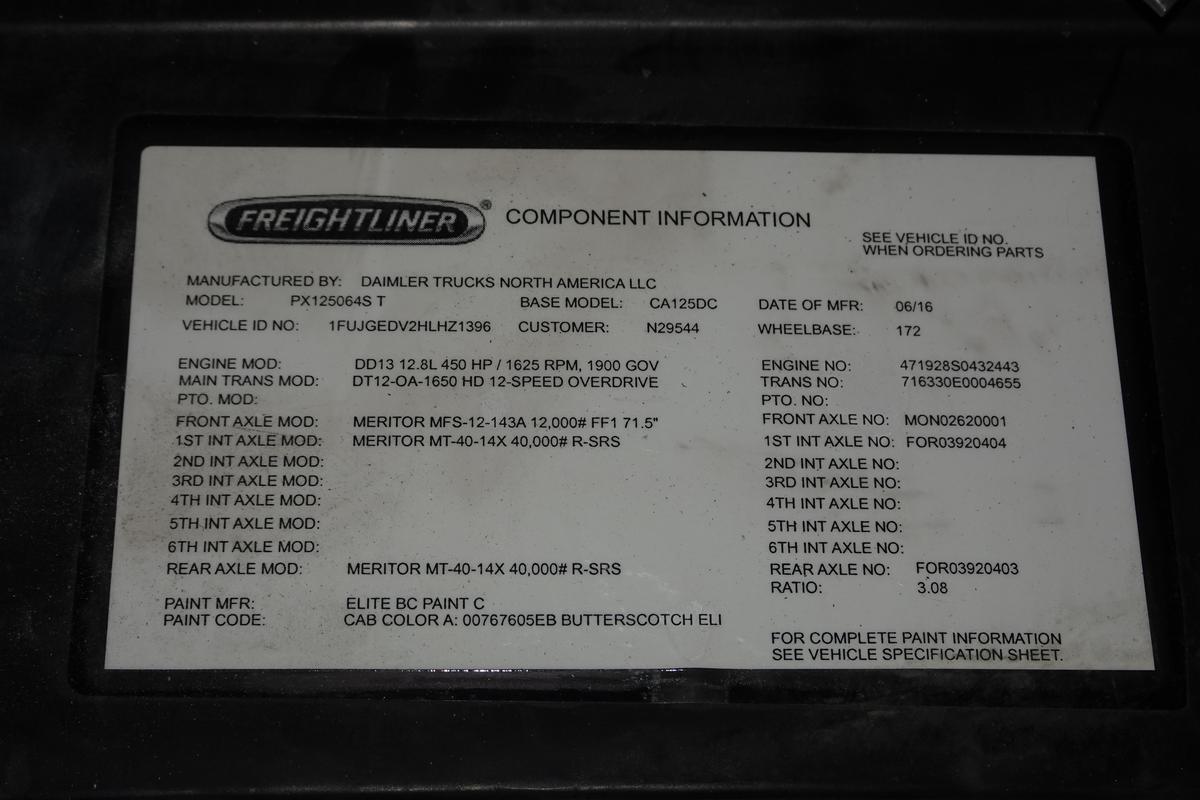 FREIGHTLINER® COMPONENT INFORMATION
SEE VEHICLE ID NO.
WHEN ORDERING PARTS
MANUFACTURED BY: DAIMLER TRUCKS NORTH AMERICA LLC
MODEL: PX125064S T BASE MODEL: CA125DC DATE OF MFR: 06/16
VEHICLE ID NO: 1FUJGEDV2HLHZ1396 CUSTOMER: N29544 WHEELBASE: 172
ENGINE MOD: DD13 12.8L 450 HP / 1625 RPM, 1900 GOV ENGINE NO: 471928S0432443
MAIN TRANS MOD: DT12-OA-1650 HD 12-SPEED OVERDRIVE TRANS NO: 716330E0004655
PTO. MOD: PTO. NO:
FRONT AXLE MOD: MERITOR MFS-12-143A 12,000# FF1 71.5" FRONT AXLE NO: MON02620001
1ST INT AXLE MOD: MERITOR MT-40-14X 40,000# R-SRS 1ST INT AXLE NO: FOR03920404
2ND INT AXLE MOD: 2ND INT AXLE NO:
3RD INT AXLE MOD: 3RD INT AXLE NO:
4TH INT AXLE MOD: 4TH INT AXLE NO:
5TH INT AXLE MOD: 5TH INT AXLE NO:
6TH INT AXLE MOD: 6TH INT AXLE NO:
REAR AXLE MOD: MERITOR MT-40-14X 40,000# R-SRS REAR AXLE NO: FOR03920403
RATIO: 3.08
PAINT MFR: ELITE BC PAINT C
PAINT CODE: CAB COLOR A: 00767605EB BUTTERSCOTCH ELI
FOR COMPLETE PAINT INFORMATION
SEE VEHICLE SPECIFICATION SHEET.